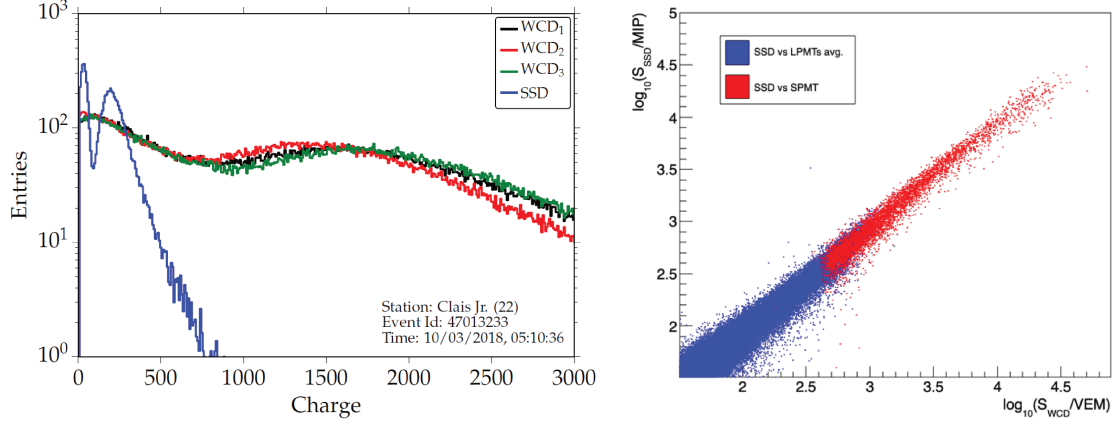 10³
10²
10¹
10⁰
Entries
WCD₁
WCD₂
WCD₃
SSD
Station: Clais Jr. (22)
Event Id: 47013233
Time: 10/03/2018, 05:10:36
0 500 1000 1500 2000 2500 3000
Charge
log₁₀(S_SSD/MIP)
5
4.5
4
3.5
3
2.5
2
SSD vs LPMTs avg.
SSD vs SPMT
2 2.5 3 3.5 4 4.5
log₁₀(S_WCD/VEM)